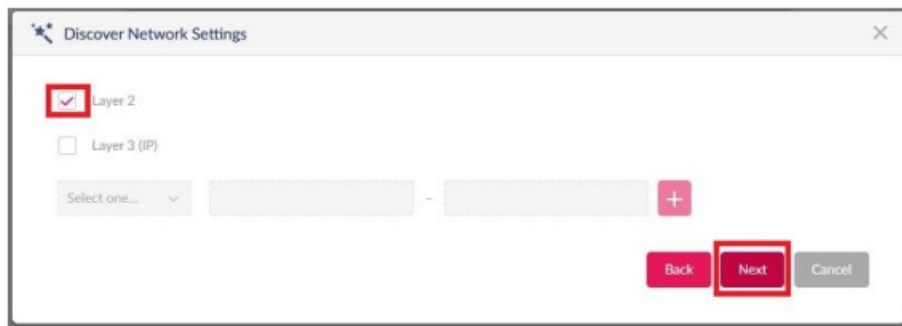 Discover Network Settings
Layer 2
Layer 3 (IP)
Select one... -
Back Next Cancel